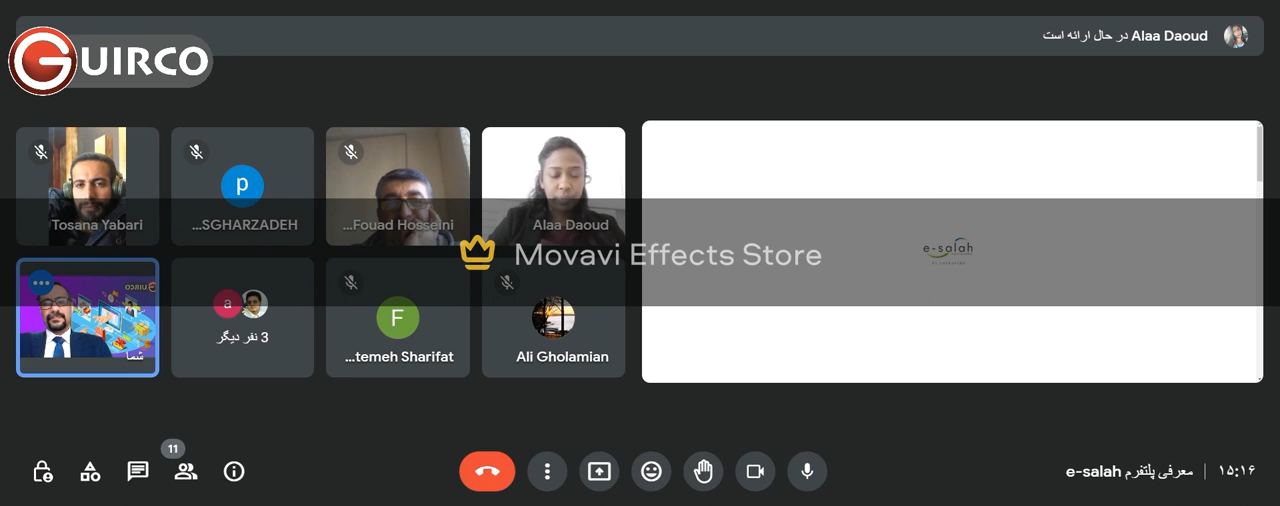 Alaa Daoud در حال ارائه است
GUIRCO
Tosana Yabari
p
...SGHARZADEH
...Fouad Hosseini
Alaa Daoud
Movavi Effects Store
e-salah
GUIRCO
شما
a
3 نفر دیگر
F
...temeh Sharifat
Ali Gholamian
11
معرفی پلتفرم e-salah | ۱۵:۱۶